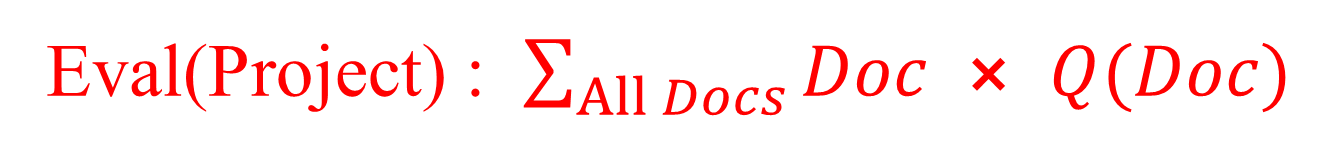 Eval(Project) : ∑All Docs Doc × Q(Doc)